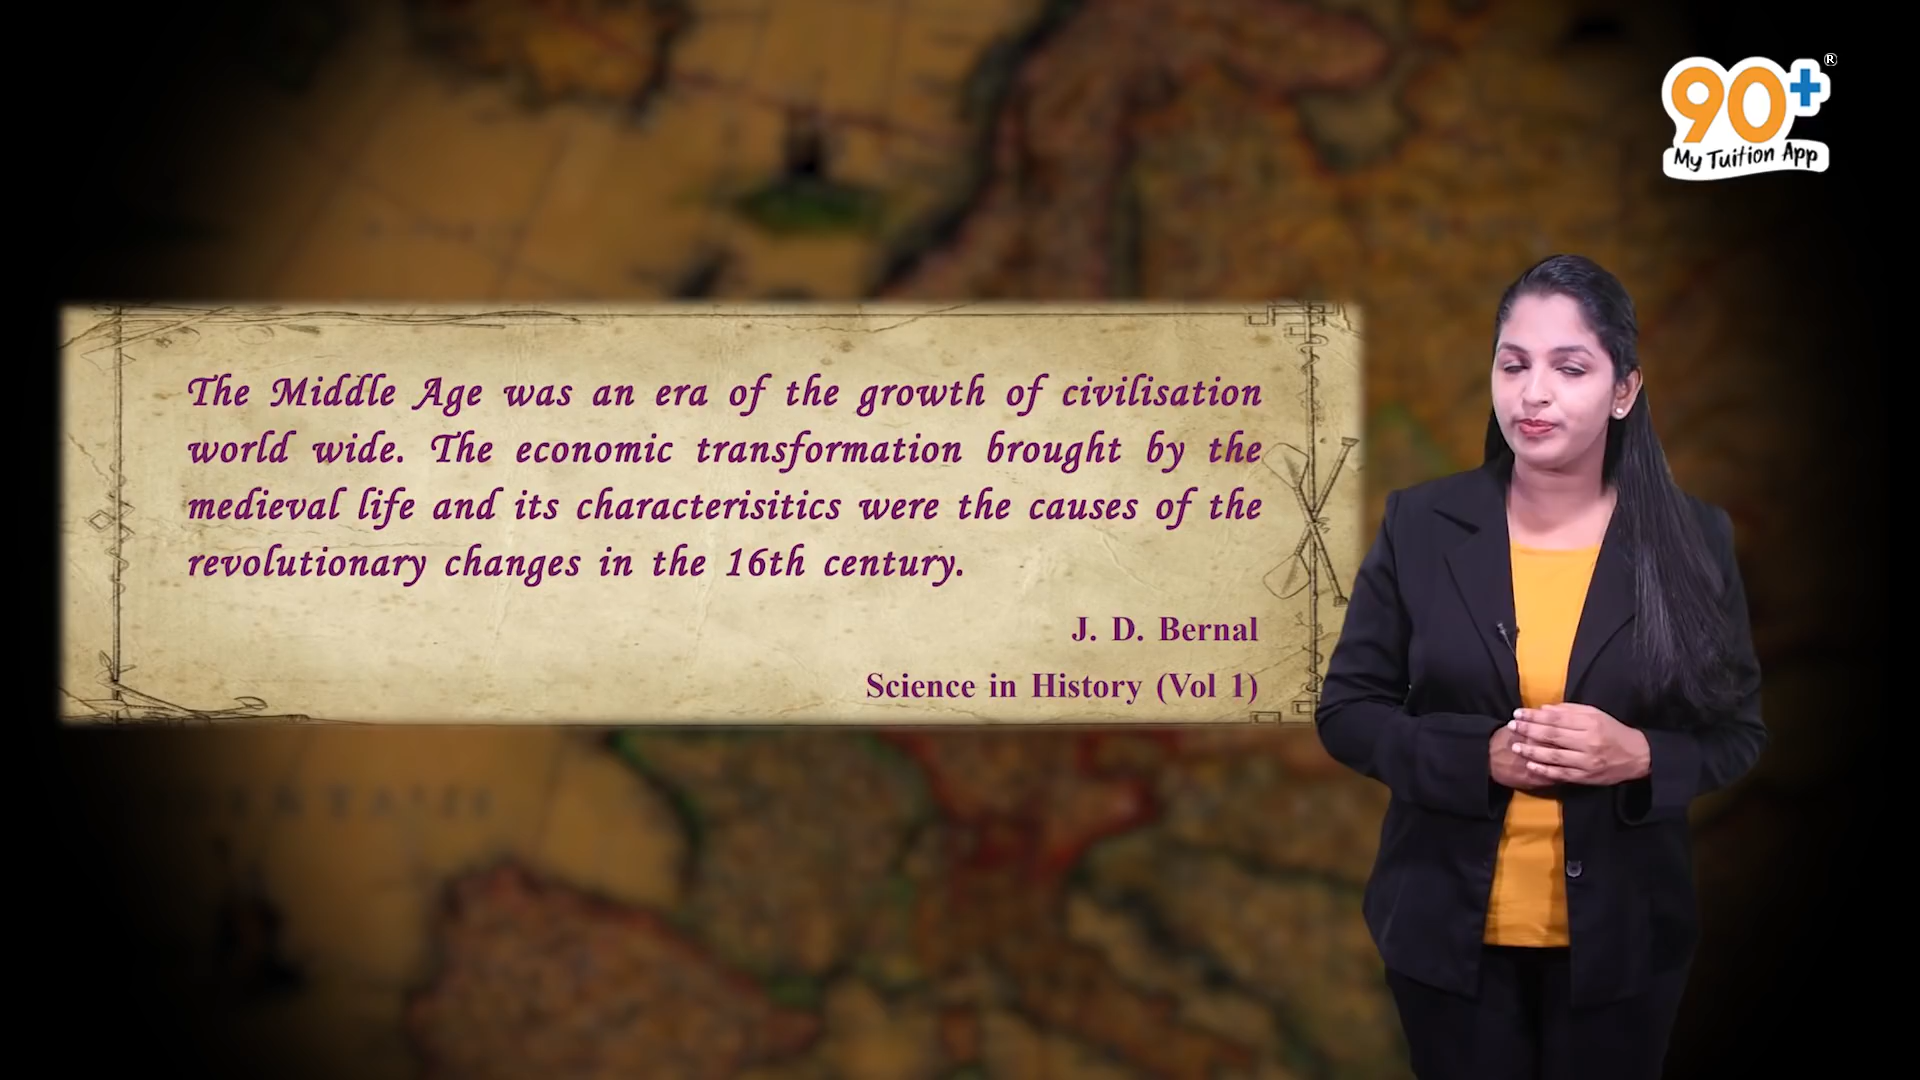 90+®
My Tuition App
The Middle Age was an era of the growth of civilisation
world wide. The economic transformation brought by the
medieval life and its characterisitics were the causes of the
revolutionary changes in the 16th century.
J. D. Bernal
Science in History (Vol 1)